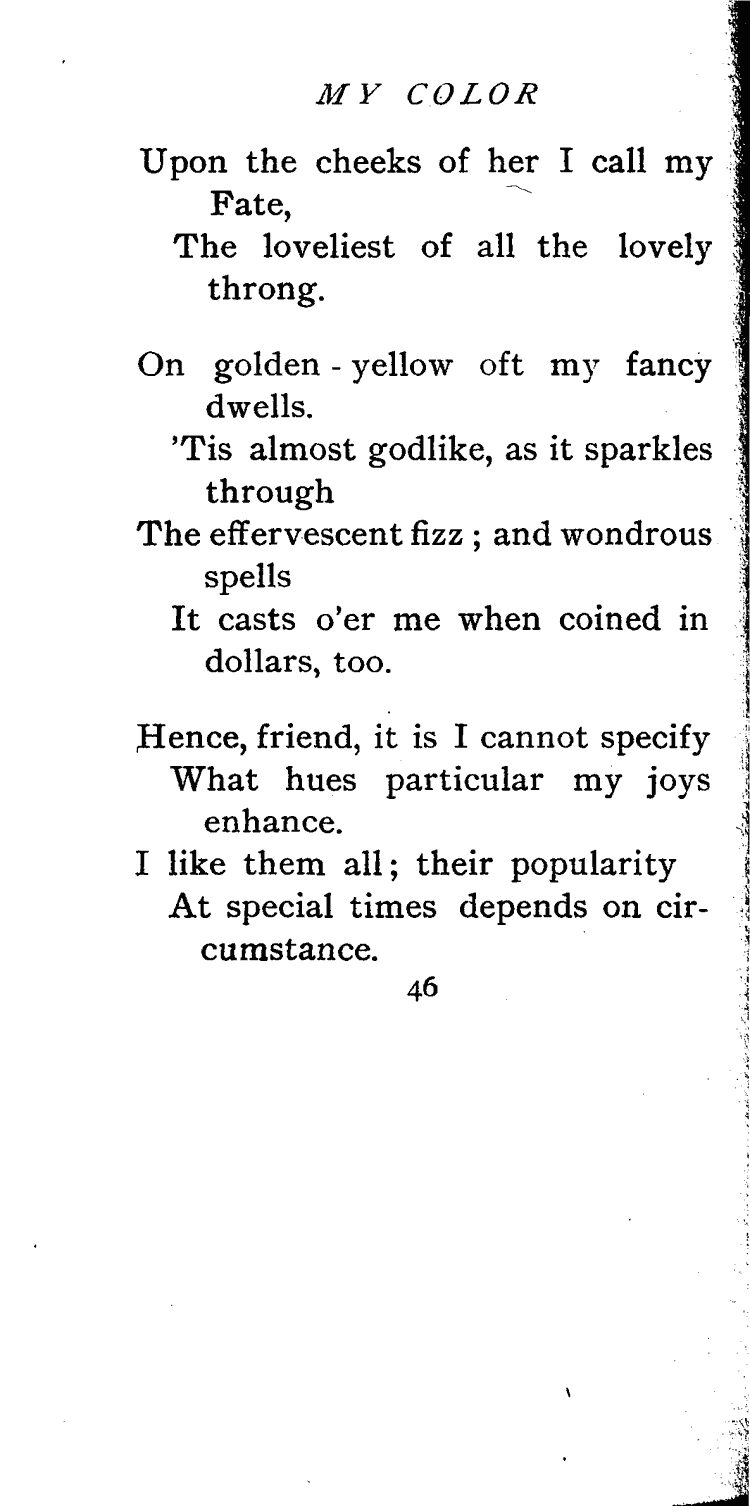 MY COLOR
Upon the cheeks of her I call my
Fate,
The loveliest of all the lovely
throng.
On golden-yellow oft my fancy
dwells.
'Tis almost godlike, as it sparkles
through
The effervescent fizz; and wondrous
spells
It casts o'er me when coined in
dollars, too.
Hence, friend, it is I cannot specify
What hues particular my joys
enhance.
I like them all; their popularity
At special times depends on cir-
cumstance.
46